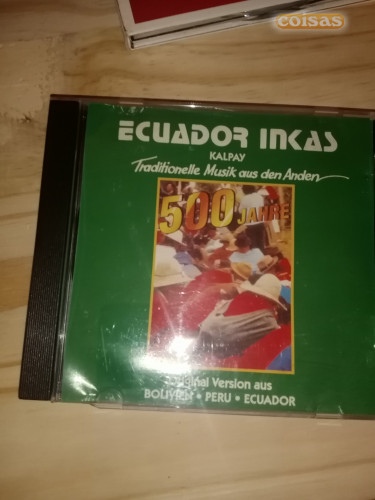 coisas
ECUADOR INKAS
KALPAY
Traditionelle Musik aus den Anden
500 JAHRE
Original Version aus
BOLIVIEN • PERU • ECUADOR